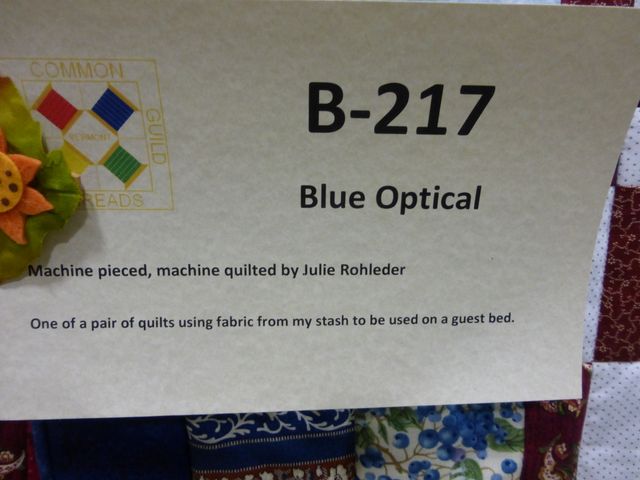 COMMON
GUILD
VERMONT
READS
B-217
Blue Optical
Machine pieced, machine quilted by Julie Rohleder
One of a pair of quilts using fabric from my stash to be used on a guest bed.